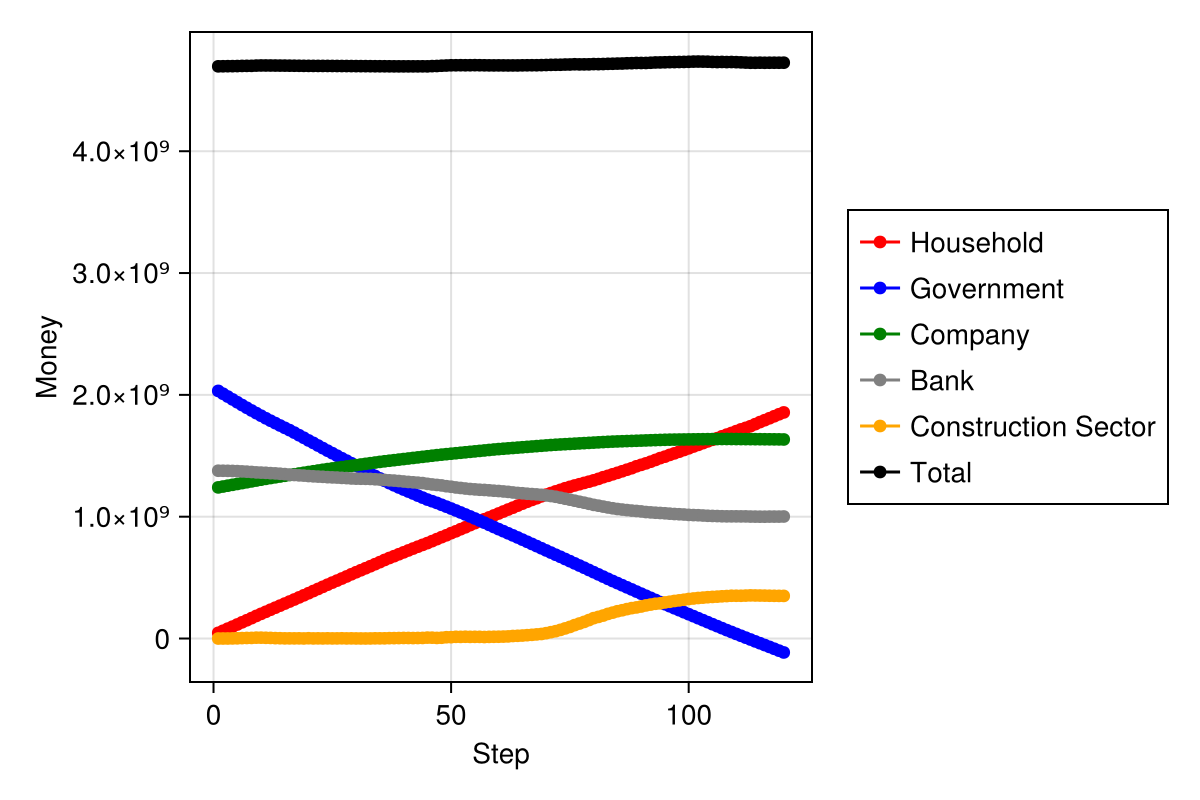 4.0×10⁹
3.0×10⁹
2.0×10⁹
1.0×10⁹
0
Money
0 50 100
Step
Household
Government
Company
Bank
Construction Sector
Total